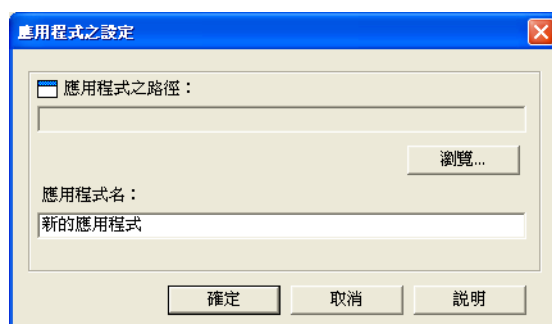 應用程式之設定
應用程式之路徑：
瀏覽...
應用程式名：
新的應用程式
確定 取消 説明